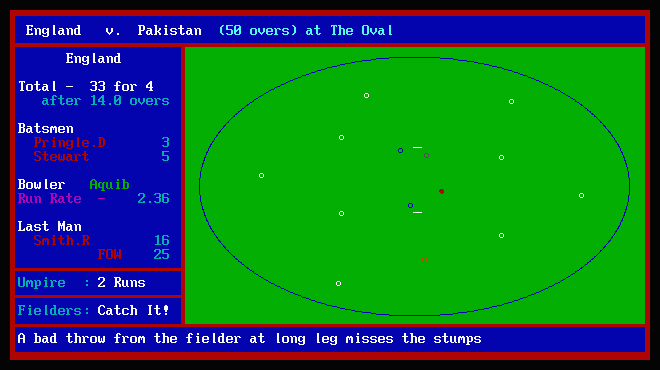 England v. Pakistan (50 overs) at The Oval
England
Total - 33 for 4
after 14.0 overs
Batsmen
Pringle.D 3
Stewart 5
Bowler Aquib
Run Rate - 2.36
Last Man
Smith.R 16
FOW 25
Umpire : 2 Runs
Fielders: Catch It!
A bad throw from the fielder at long leg misses the stumps